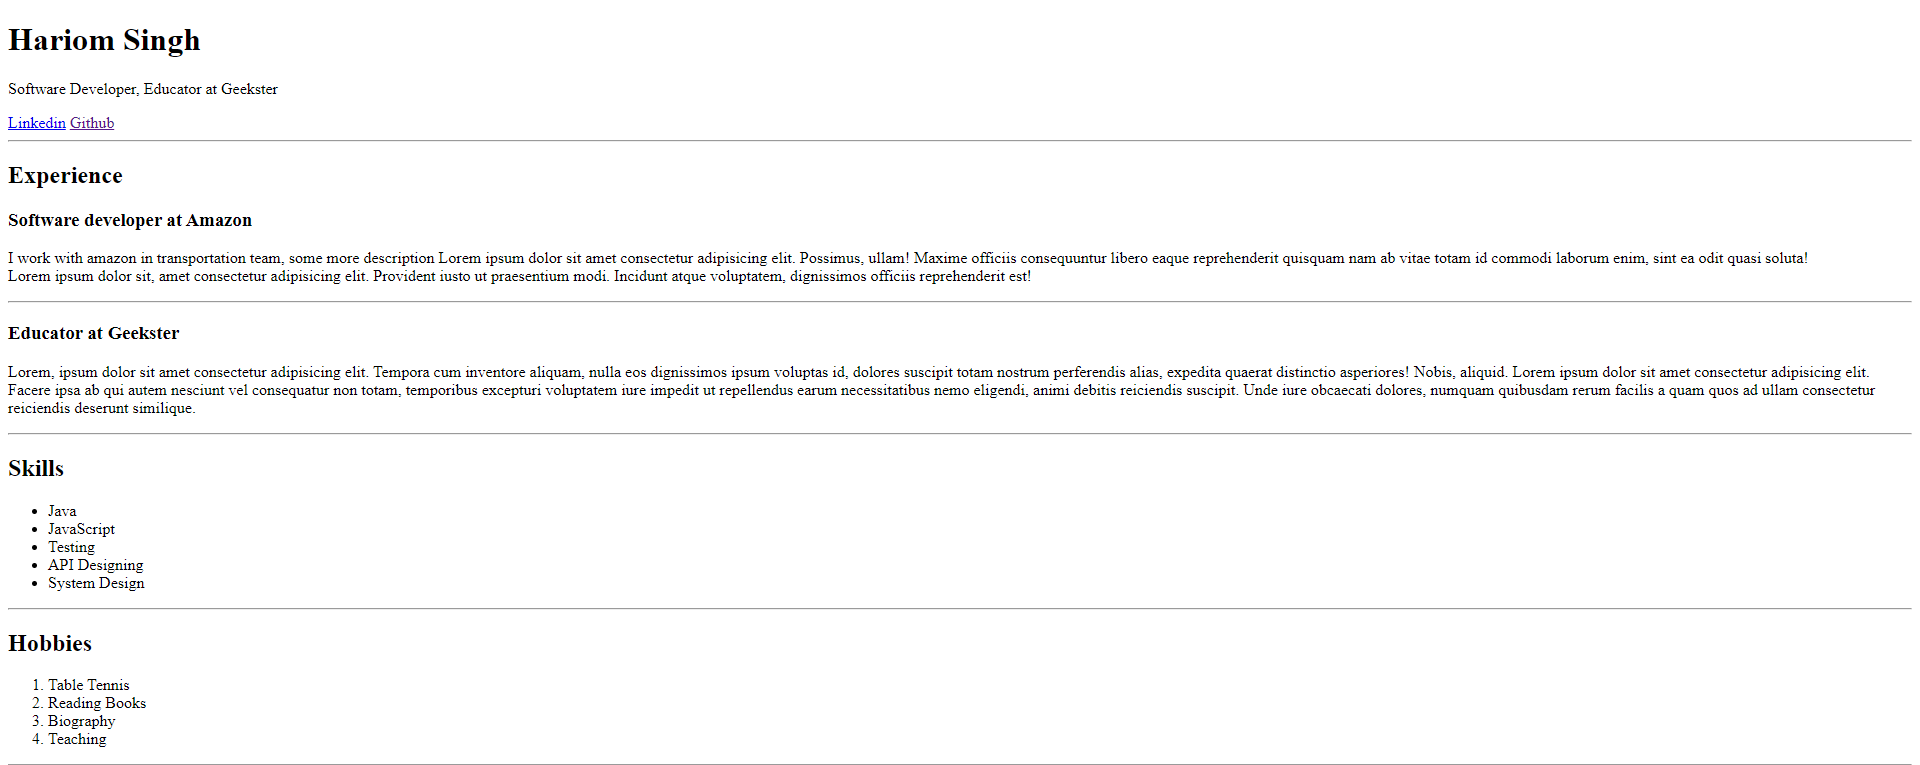 Hariom Singh
Software Developer, Educator at Geekster
Linkedin Github
Experience
Software developer at Amazon
I work with amazon in transportation team, some more description Lorem ipsum dolor sit amet consectetur adipisicing elit. Possimus, ullam! Maxime officiis consequuntur libero eaque reprehenderit quisquam nam ab vitae totam id commodi laborum enim, sint ea odit quasi soluta!
Lorem ipsum dolor sit, amet consectetur adipisicing elit. Provident iusto ut praesentium modi. Incidunt atque voluptatem, dignissimos officiis reprehenderit est!
Educator at Geekster
Lorem, ipsum dolor sit amet consectetur adipisicing elit. Tempora cum inventore aliquam, nulla eos dignissimos ipsum voluptas id, dolores suscipit totam nostrum perferendis alias, expedita quaerat distinctio asperiores! Nobis, aliquid. Lorem ipsum dolor sit amet consectetur adipisicing elit.
Facere ipsa ab qui autem nesciunt vel consequatur non totam, temporibus excepturi voluptatem iure impedit ut repellendus earum necessitatibus nemo eligendi, animi debitis reiciendis suscipit. Unde iure obcaecati dolores, numquam quibusdam rerum facilis a quam quos ad ullam consectetur
reiciendis deserunt similique.
Skills
• Java
• JavaScript
• Testing
• API Designing
• System Design
Hobbies
1. Table Tennis
2. Reading Books
3. Biography
4. Teaching